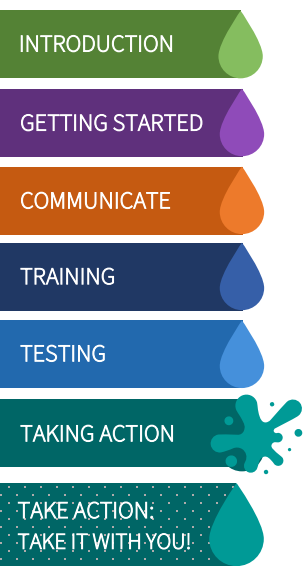 INTRODUCTION
GETTING STARTED
COMMUNICATE
TRAINING
TESTING
TAKING ACTION
TAKE ACTION:
TAKE IT WITH YOU!